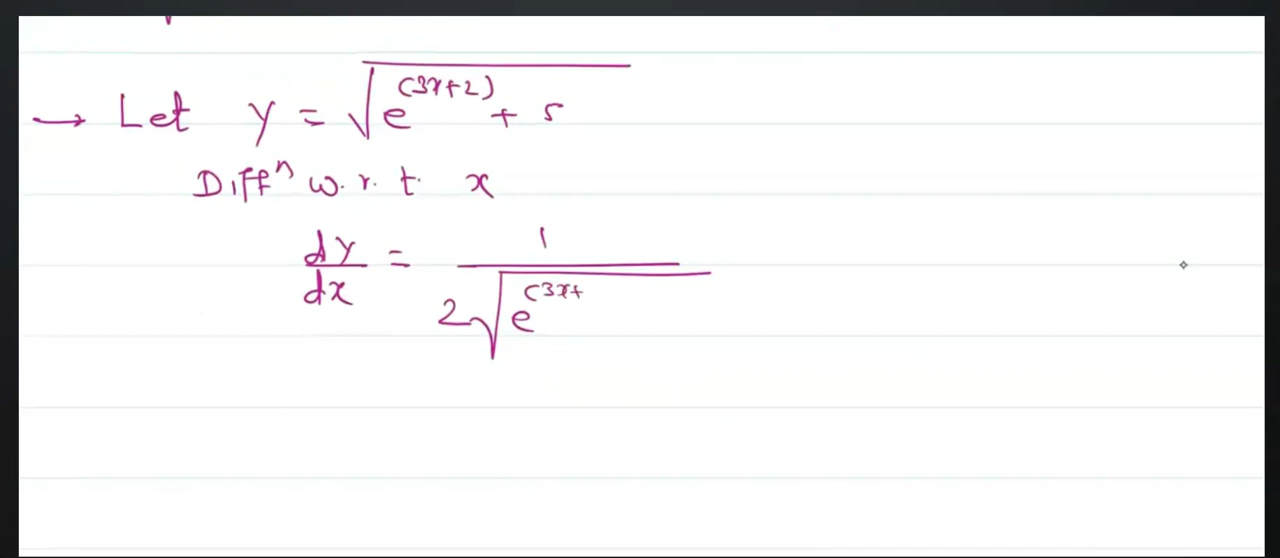 → Let y = √(e^(3x+2) + 5)
Diffⁿ w.r.t. x
dy/dx = 1/(2√(e^(3x+